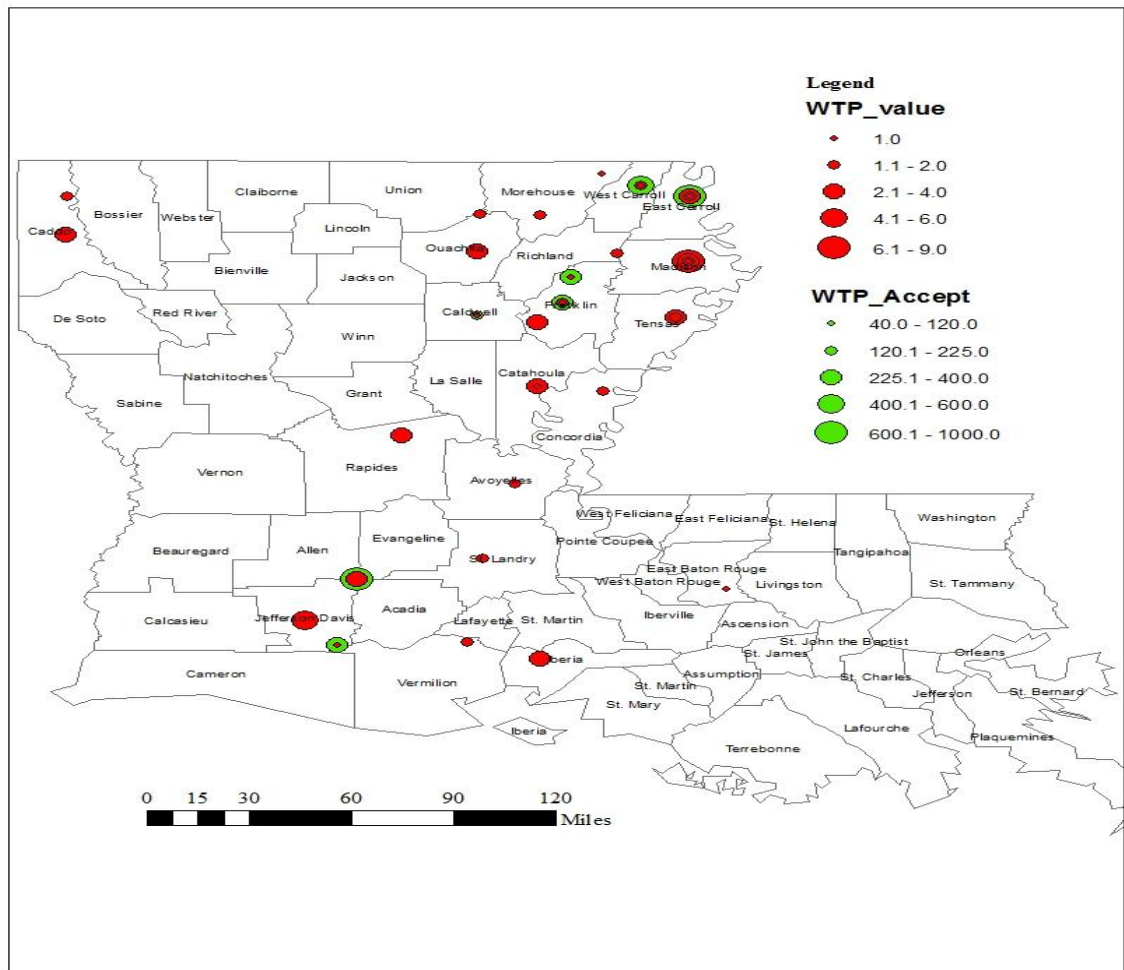 Legend
WTP_value
1.0
1.1 - 2.0
2.1 - 4.0
4.1 - 6.0
6.1 - 9.0
WTP_Accept
40.0 - 120.0
120.1 - 225.0
225.1 - 400.0
400.1 - 600.0
600.1 - 1000.0
Claiborne
Union
Morehouse
West Carroll
East Carroll
Bossier
Webster
Lincoln
Caddo
Ouachita
Richland
Madison
Bienville
Jackson
De Soto
Red River
Caldwell
Franklin
Tensas
Winn
Natchitoches
La Salle
Catahoula
Sabine
Grant
Concordia
Vernon
Rapides
Avoyelles
West Feliciana
East Feliciana
St. Helena
Washington
Beauregard
Allen
Evangeline
St. Landry
Pointe Coupee
Tangipahoa
East Baton Rouge
West Baton Rouge
Livingston
St. Tammany
Calcasieu
Jefferson Davis
Acadia
Lafayette
St. Martin
Iberville
Ascension
St. John the Baptist
St. James
Orleans
Cameron
Vermilion
Iberia
Assumption
St. Martin
St. Charles
Jefferson
St. Bernard
St. Mary
Iberia
Lafourche
Plaquemines
Terrebonne
0 15 30 60 90 120
Miles